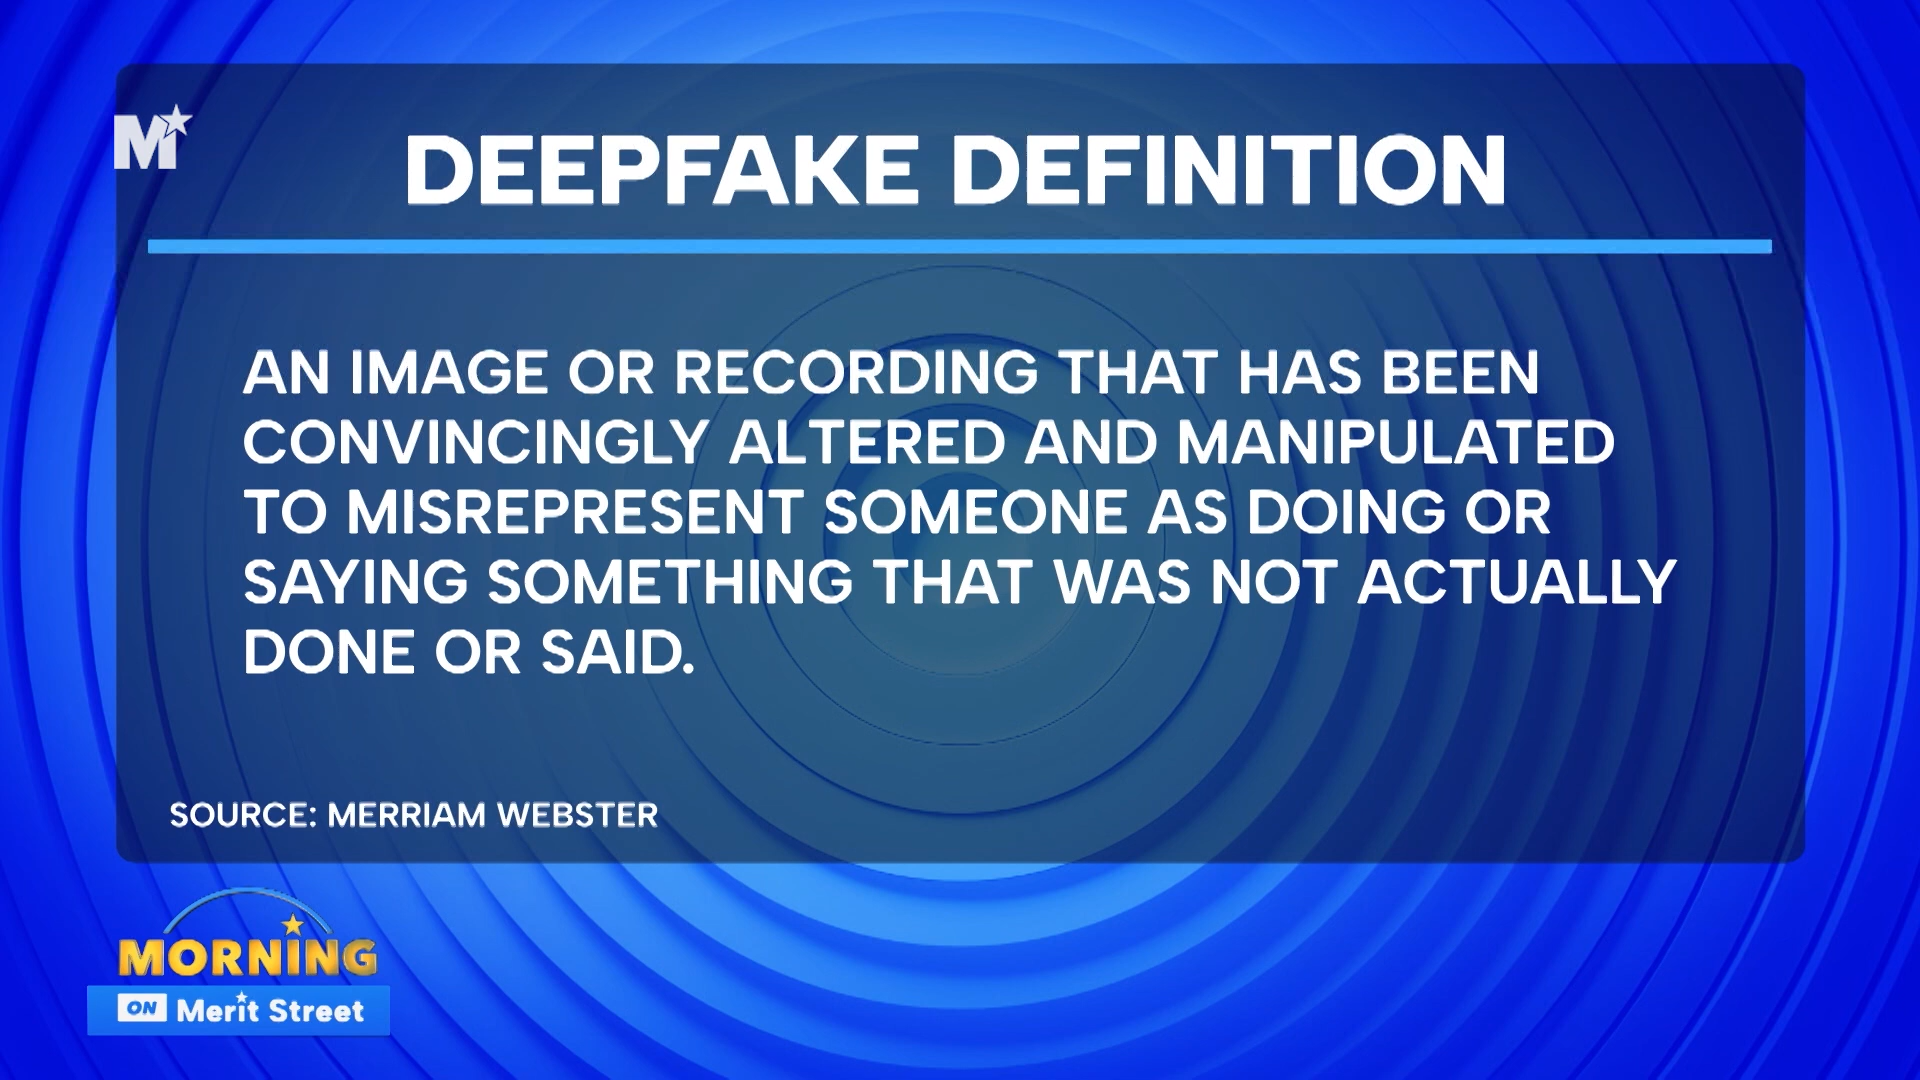 M
DEEPFAKE DEFINITION
AN IMAGE OR RECORDING THAT HAS BEEN
CONVINCINGLY ALTERED AND MANIPULATED
TO MISREPRESENT SOMEONE AS DOING OR
SAYING SOMETHING THAT WAS NOT ACTUALLY
DONE OR SAID.
SOURCE: MERRIAM WEBSTER
MORNING
ON Merit Street